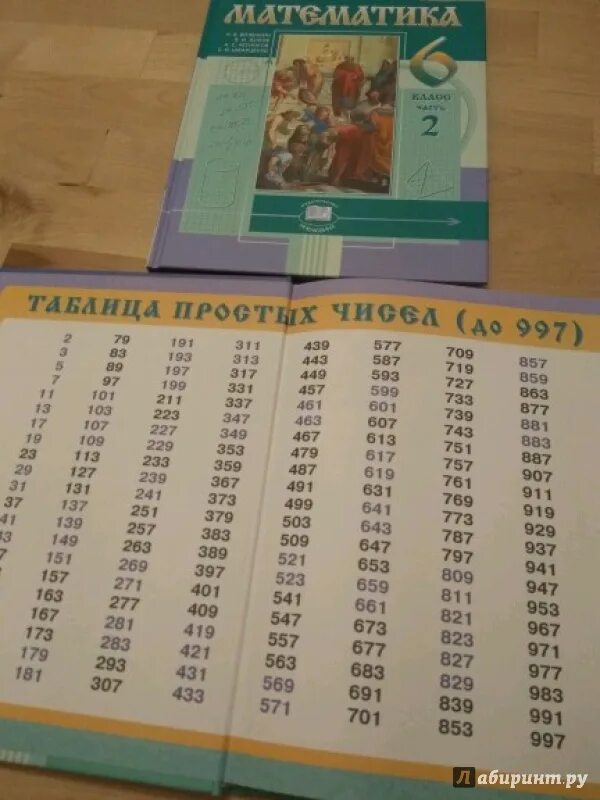 МАТЕМАТИКА
Н. Я. ВИЛЕНКИН
В. И. ЖОХОВ
А. С. ЧЕСНОКОВ
С. И. ШВАРЦБУРД
6
КЛАСС
ЧАСТЬ
2
ТАБЛИЦА ПРОСТЫХ ЧИСЕЛ (до 997)
2 79 191 311 439 577 709 857
3 83 193 313 443 587 719 859
5 89 197 317 449 593 727 863
7 97 199 331 457 599 733 877
11 101 211 337 461 601 739 881
13 103 223 347 463 607 743 883
17 107 227 349 467 613 751 887
19 109 229 353 479 617 757 907
23 113 233 359 487 619 761 911
29 127 239 367 491 631 769 919
31 131 241 373 499 641 773 929
37 137 251 379 503 643 787 937
41 139 257 383 509 647 797 941
3 149 263 389 521 653 809 947
7 151 269 397 523 659 811 953
157 271 401 541 661 821 967
163 277 409 547 673 823 971
167 281 419 557 677 827 977
173 283 421 563 683 829 983
179 293 431 569 691 839 991
181 307 433 571 701 853 997
Лабиринт.ру